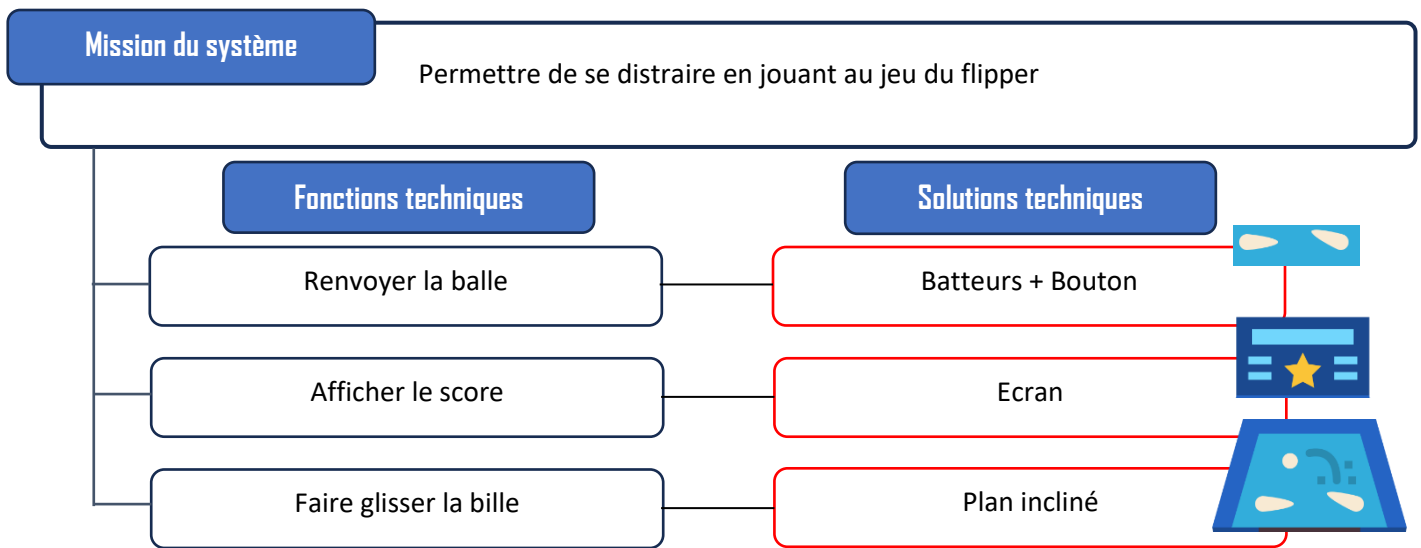 Mission du système
Permettre de se distraire en jouant au jeu du flipper
Fonctions techniques
Solutions techniques
Renvoyer la balle
Batteurs + Bouton
Afficher le score
Ecran
Faire glisser la bille
Plan incliné